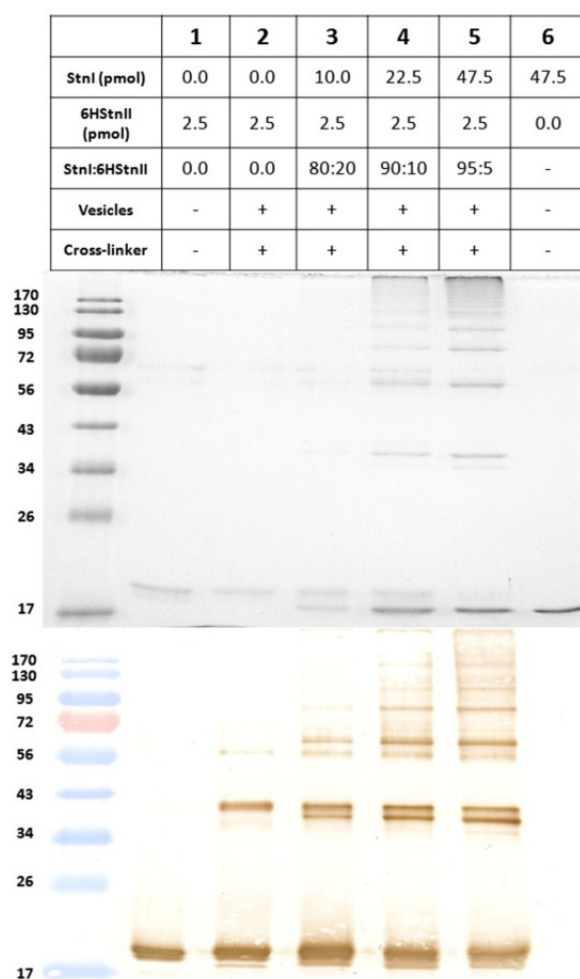 1 2 3 4 5 6
StnI (pmol) 0.0 0.0 10.0 22.5 47.5 47.5
6HStnII
(pmol) 2.5 2.5 2.5 2.5 2.5 0.0
StnI:6HStnII 0.0 0.0 80:20 90:10 95:5 -
Vesicles - + + + + -
Cross-linker - + + + + -
170
130
95
72
56
43
34
26
17
170
130
95
72
56
43
34
26
17